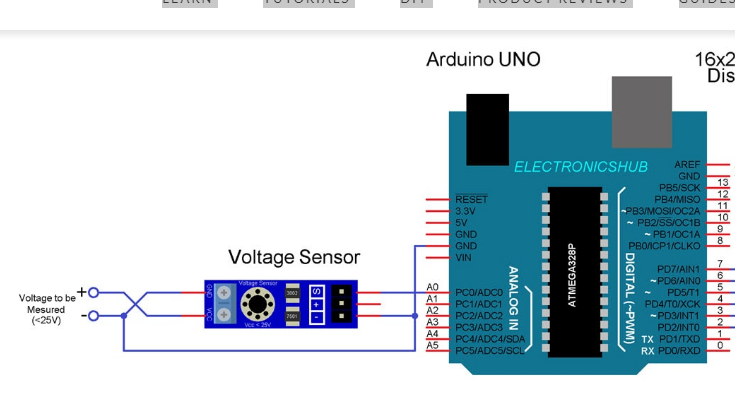 LEARN TUTORIALS DIY PRODUCT REVIEWS GUIDES
Arduino UNO
16x2
Dis
ELECTRONICSHUB
RESET
3.3V
5V
GND
GND
VIN
A0 PC0/ADC0
A1 PC1/ADC1
A2 PC2/ADC2
A3 PC3/ADC3
A4 PC4/ADC4/SDA
A5 PC5/ADC5/SCL
ANALOG IN
ATMEGA328P
DIGITAL (~PWM)
AREF
GND
PB5/SCK 13
PB4/MISO 12
~PB3/MOSI/OC2A 11
~ PB2/SS/OC1B 10
~ PB1/OC1A 9
PB0/ICP1/CLKO 8
PD7/AIN1 7
~PD6/AIN0 6
PD5/T1 5
PD4/T0/XCK 4
~PD3/INT1 3
PD2/INT0 2
TX PD1/TXD 1
RX PD0/RXD 0
Voltage Sensor
Voltage Sensor
GND
VCC
3002
7501
S
+
-
Vcc < 25V
Voltage to be
Mesured
(<25V)
+
-